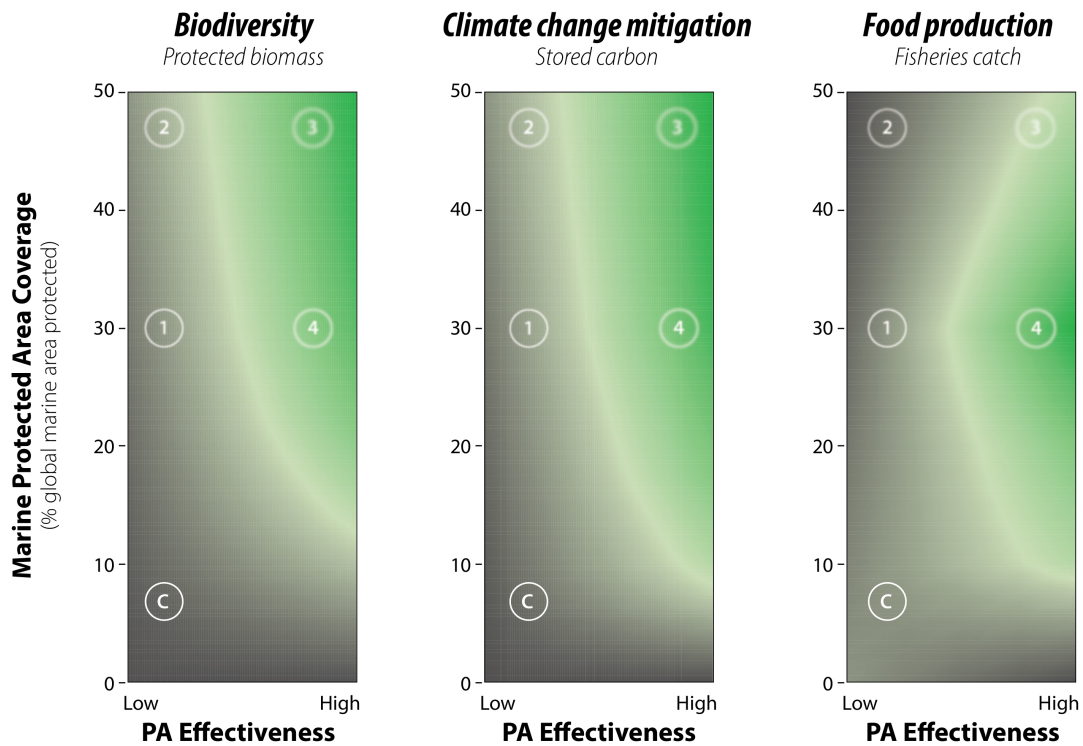 Biodiversity
Protected biomass
Climate change mitigation
Stored carbon
Food production
Fisheries catch
Marine Protected Area Coverage
(% global marine area protected)
50
40
30
20
10
0
2
3
1
4
C
Low
High
PA Effectiveness
50
40
30
20
10
0
2
3
1
4
C
Low
High
PA Effectiveness
50
40
30
20
10
0
2
3
1
4
C
Low
High
PA Effectiveness